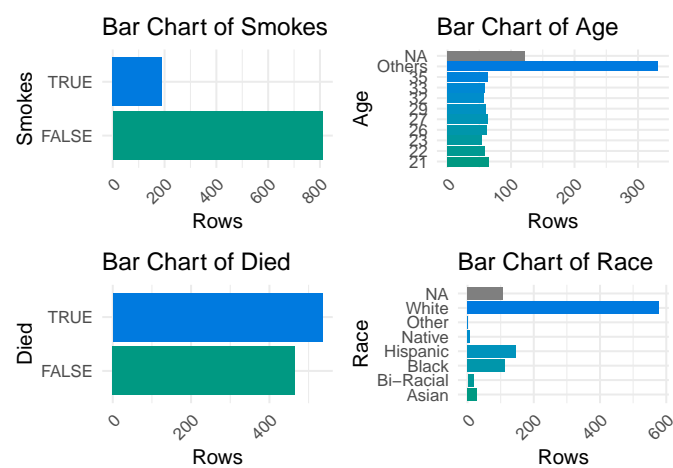 Bar Chart of Smokes
Smokes
TRUE
FALSE
0 200 400 600 800
Rows
Bar Chart of Age
Age
NA
Others
35
33
32
29
27
26
23
22
21
0 100 200 300
Rows
Bar Chart of Died
Died
TRUE
FALSE
0 200 400
Rows
Bar Chart of Race
Race
NA
White
Other
Native
Hispanic
Black
Bi−Racial
Asian
0 200 400 600
Rows